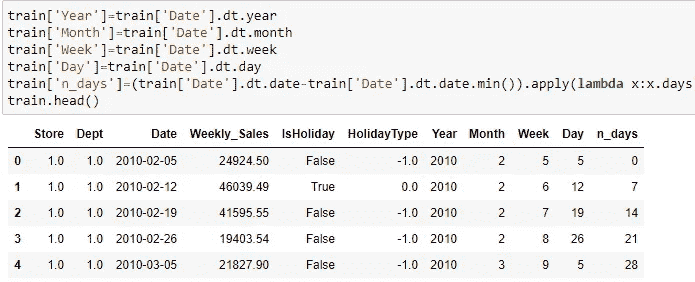 train['Year']=train['Date'].dt.year
train['Month']=train['Date'].dt.month
train['Week']=train['Date'].dt.week
train['Day']=train['Date'].dt.day
train['n_days']=(train['Date'].dt.date-train['Date'].dt.date.min()).apply(lambda x:x.days
train.head()
Store Dept Date Weekly_Sales IsHoliday HolidayType Year Month Week Day n_days
0 1.0 1.0 2010-02-05 24924.50 False -1.0 2010 2 5 5 0
1 1.0 1.0 2010-02-12 46039.49 True 0.0 2010 2 6 12 7
2 1.0 1.0 2010-02-19 41595.55 False -1.0 2010 2 7 19 14
3 1.0 1.0 2010-02-26 19403.54 False -1.0 2010 2 8 26 21
4 1.0 1.0 2010-03-05 21827.90 False -1.0 2010 3 9 5 28